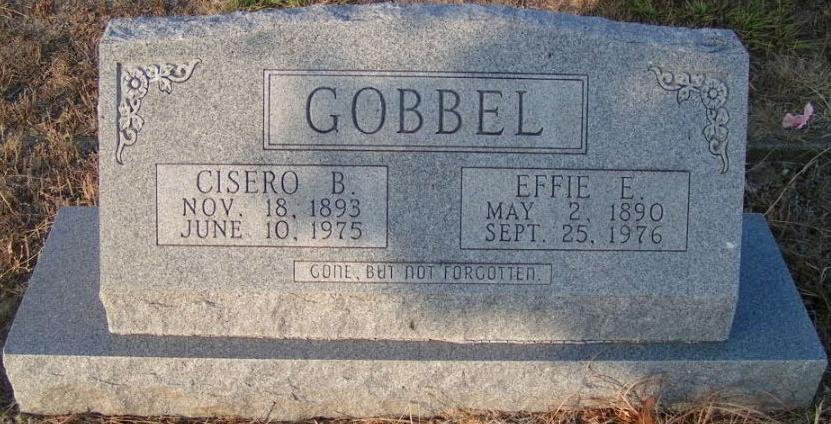 GOBBEL
CISERO B.
NOV. 18, 1893
JUNE 10, 1975
EFFIE E.
MAY 2, 1890
SEPT. 25, 1976
GONE, BUT NOT FORGOTTEN.